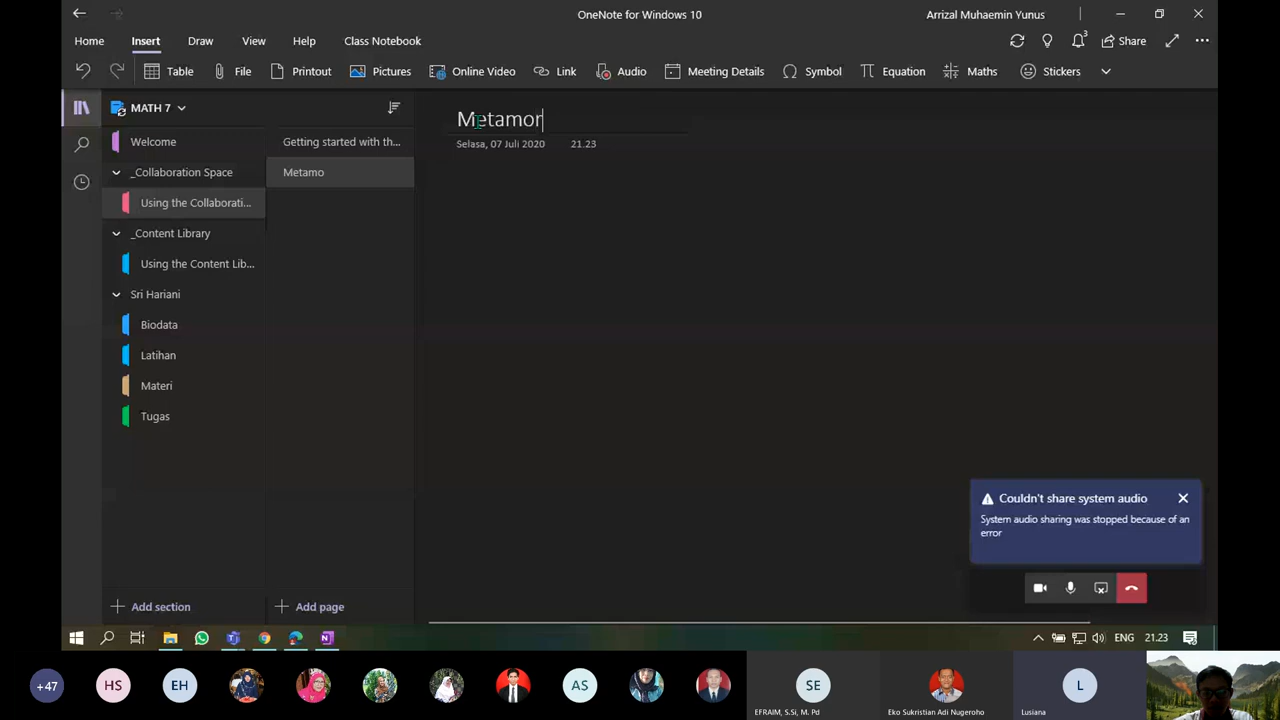 OneNote for Windows 10
Arrizal Muhaemin Yunus
Home
Insert
Draw
View
Help
Class Notebook
3
Share
Table
File
Printout
Pictures
Online Video
Link
Audio
Meeting Details
Symbol
Equation
Maths
Stickers
MATH 7
Welcome
_Collaboration Space
Using the Collaborati...
_Content Library
Using the Content Lib...
Sri Hariani
Biodata
Latihan
Materi
Tugas
Add section
Getting started with th...
Metamo
Add page
Metamor
Selasa, 07 Juli 2020 21.23
Couldn't share system audio
System audio sharing was stopped because of an
error
ENG
21.23
+47
HS
EH
AS
SE
EFRAIM, S.Si, M. Pd
Eko Sukristian Adi Nugeroho
L
Lusiana